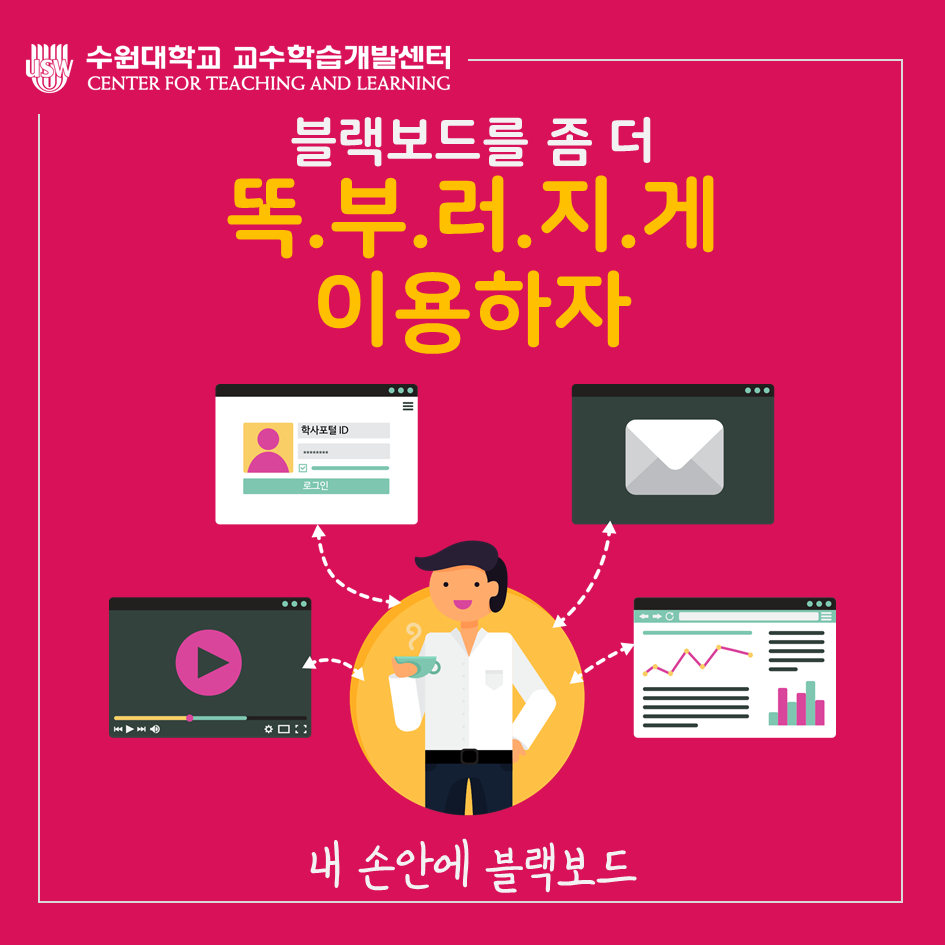 USW
수원대학교 교수학습개발센터
CENTER FOR TEACHING AND LEARNING
블랙보드를 좀 더
똑.부.러.지.게
이용하자
학사포털 ID
********
로그인
내 손안에 블랙보드